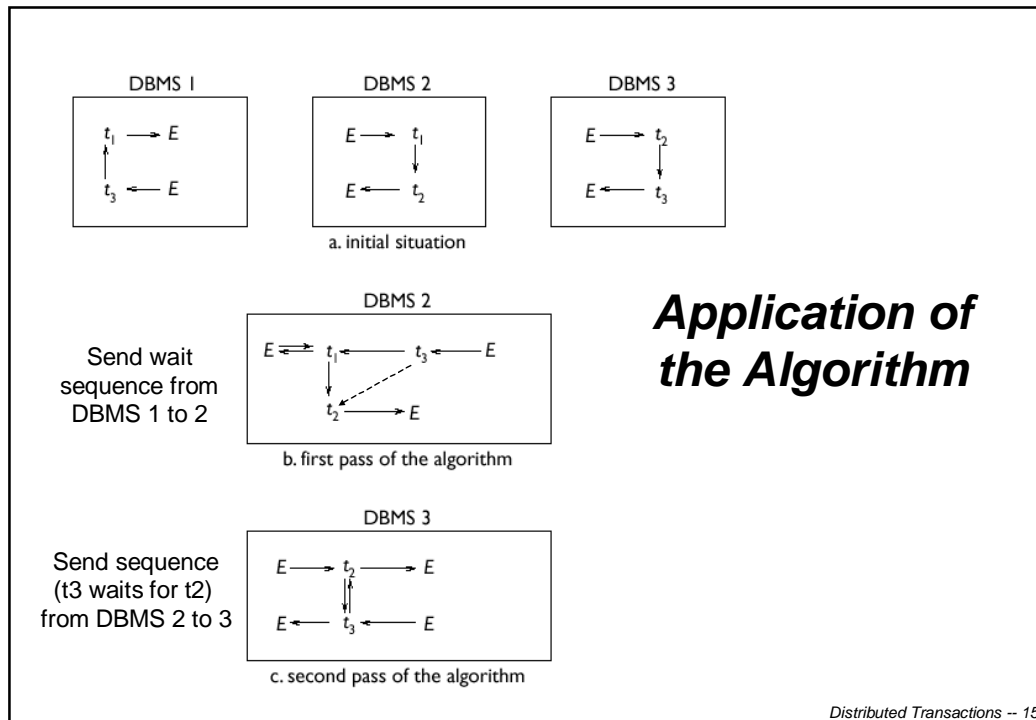 DBMS 1 DBMS 2 DBMS 3
t1 E E t1 E t2
t3 E E t2 E t3
a. initial situation
DBMS 2
Send wait
sequence from
DBMS 1 to 2
E t1 t3 E
t2 E
b. first pass of the algorithm
Application of
the Algorithm
DBMS 3
Send sequence
(t3 waits for t2)
from DBMS 2 to 3
E t2 E
E t3 E
c. second pass of the algorithm
Distributed Transactions -- 15